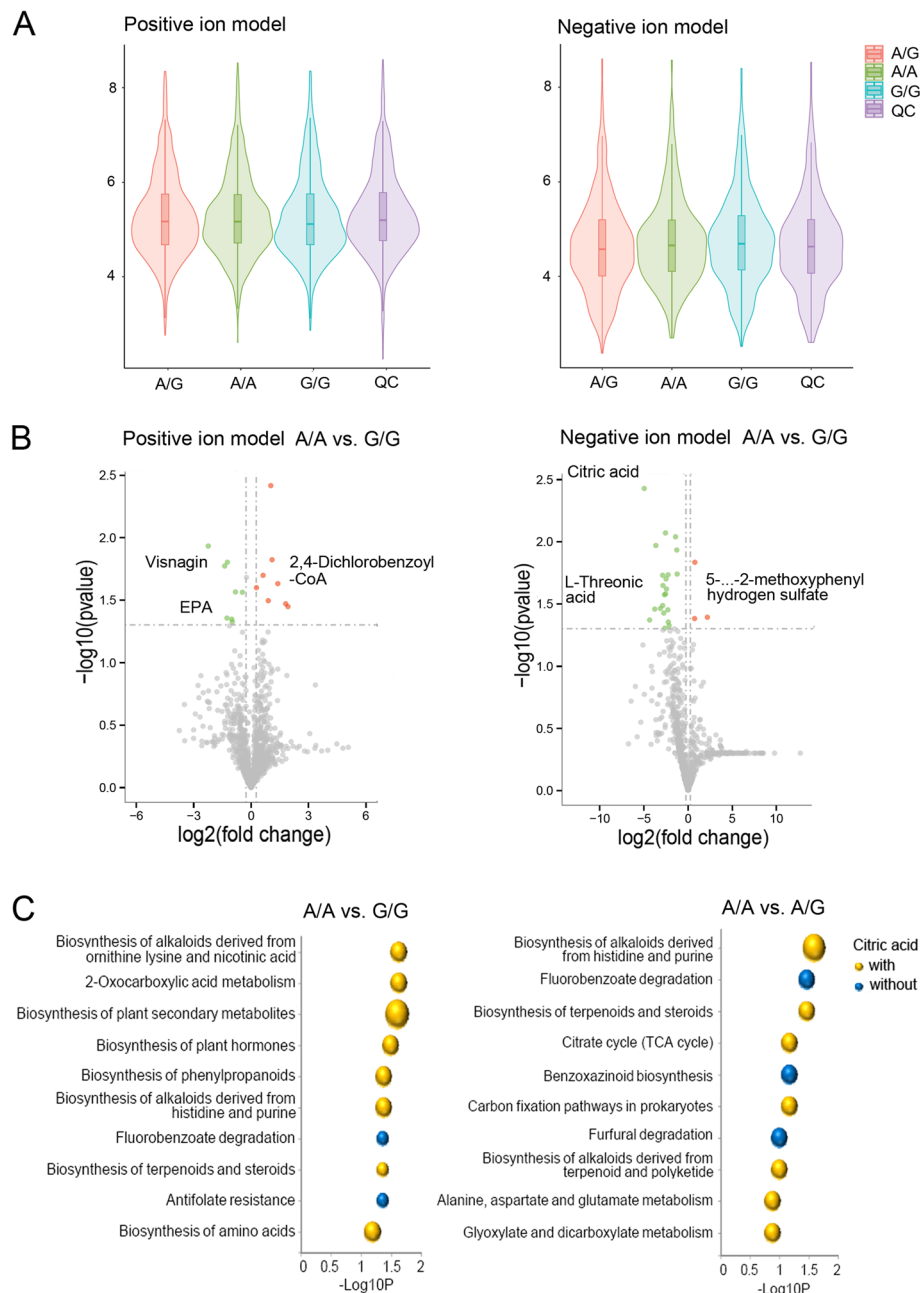 A
Positive ion model
Negative ion model
8
6
4
A/G
A/A
G/G
QC
8
6
4
A/G
A/A
G/G
QC
A/G
A/A
G/G
QC
B
Positive ion model A/A vs. G/G
Negative ion model A/A vs. G/G
−log10(pvalue)
2.5
2.0
1.5
1.0
0.5
0.0
Visnagin
EPA
2,4-Dichlorobenzoyl
-CoA
−6
−3
0
3
6
log2(fold change)
−log10(pvalue)
2.5
2.0
1.5
1.0
0.5
0.0
Citric acid
L-Threonic
acid
5-...-2-methoxyphenyl
hydrogen sulfate
−10
−5
0
5
10
log2(fold change)
C
A/A vs. G/G
Biosynthesis of alkaloids derived from
ornithine lysine and nicotinic acid
2-Oxocarboxylic acid metabolism
Biosynthesis of plant secondary metabolites
Biosynthesis of plant hormones
Biosynthesis of phenylpropanoids
Biosynthesis of alkaloids derived from
histidine and purine
Fluorobenzoate degradation
Biosynthesis of terpenoids and steroids
Antifolate resistance
Biosynthesis of amino acids
0 0.5 1 1.5 2
-Log10P
A/A vs. A/G
Biosynthesis of alkaloids derived
from histidine and purine
Fluorobenzoate degradation
Biosynthesis of terpenoids and steroids
Citrate cycle (TCA cycle)
Benzoxazinoid biosynthesis
Carbon fixation pathways in prokaryotes
Furfural degradation
Biosynthesis of alkaloids derived from
terpenoid and polyketide
Alanine, aspartate and glutamate metabolism
Glyoxylate and dicarboxylate metabolism
0 0.5 1 1.5 2
-Log10P
Citric acid
with
without